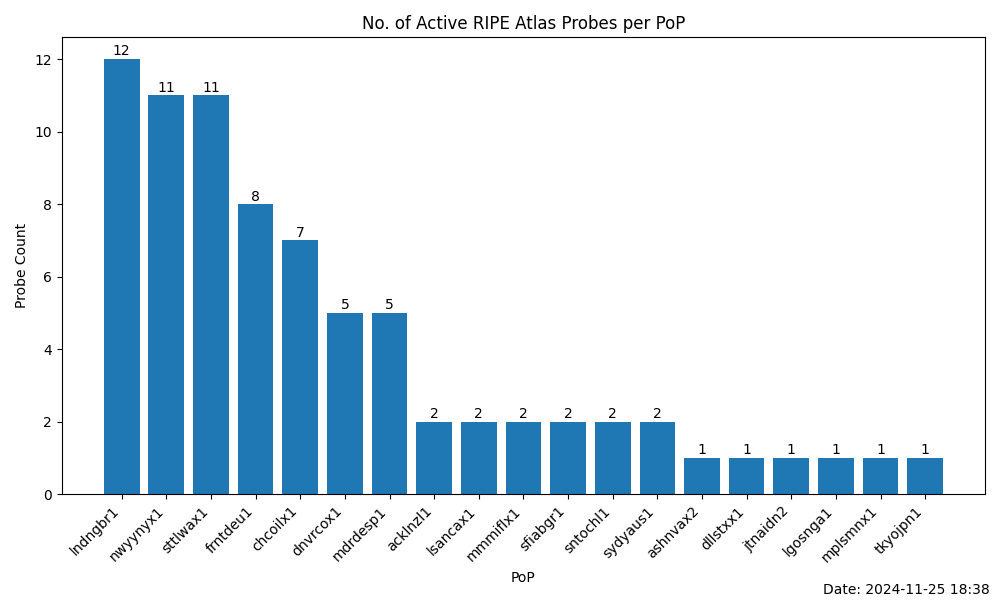 No. of Active RIPE Atlas Probes per PoP
12
11
11
8
7
5
5
2
2
2
2
2
2
1
1
1
1
1
1
12
10
8
6
4
2
0
Probe Count
lndngbr1
nwyynyx1
sttlwax1
frntdeu1
chcoilx1
dnvrcox1
mdrdesp1
acklnzl1
lsancax1
mmmiflx1
sfiabgr1
sntochl1
sydyaus1
ashnvax2
dllstxx1
jtnaidn2
lgosnga1
mplsmnx1
tkyojpn1
PoP
Date: 2024-11-25 18:38